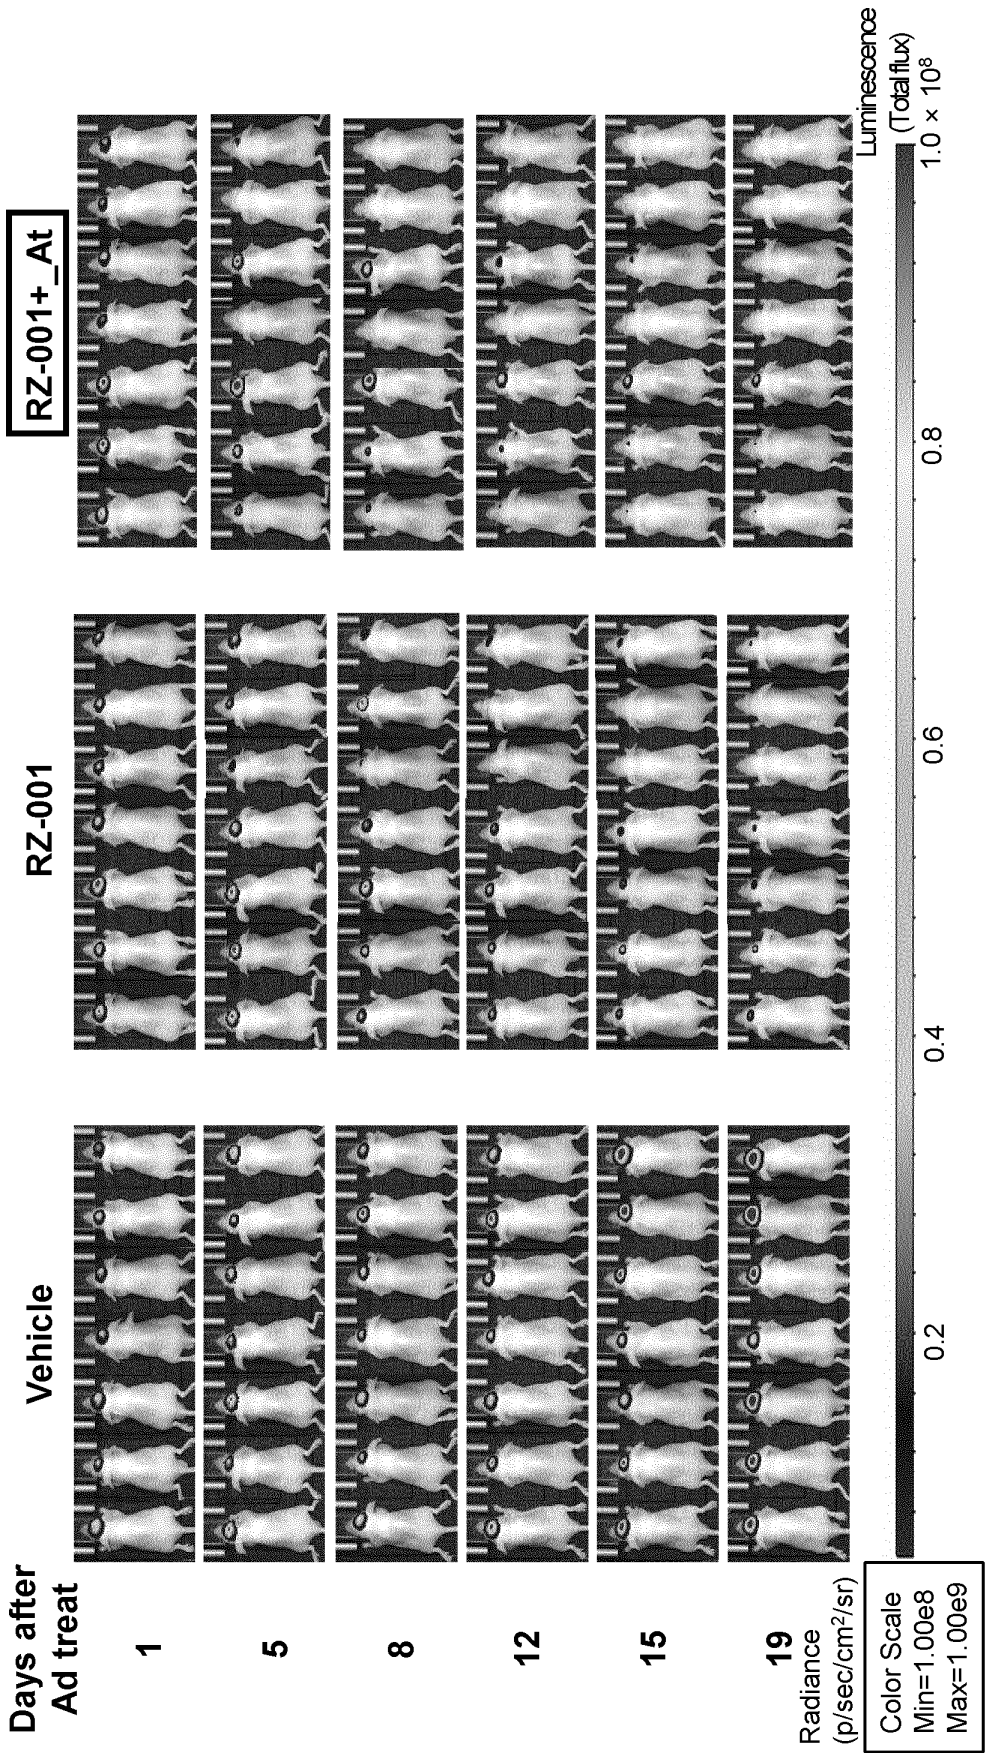 Days after
Ad treat
Vehicle
RZ-001
RZ-001+_At
1
5
8
12
15
19
Radiance
(p/sec/cm²/sr)
Color Scale
Min=1.00e8
Max=1.00e9
0.2
0.4
0.6
0.8
1.0 × 10⁸
Luminescence
(Total flux)